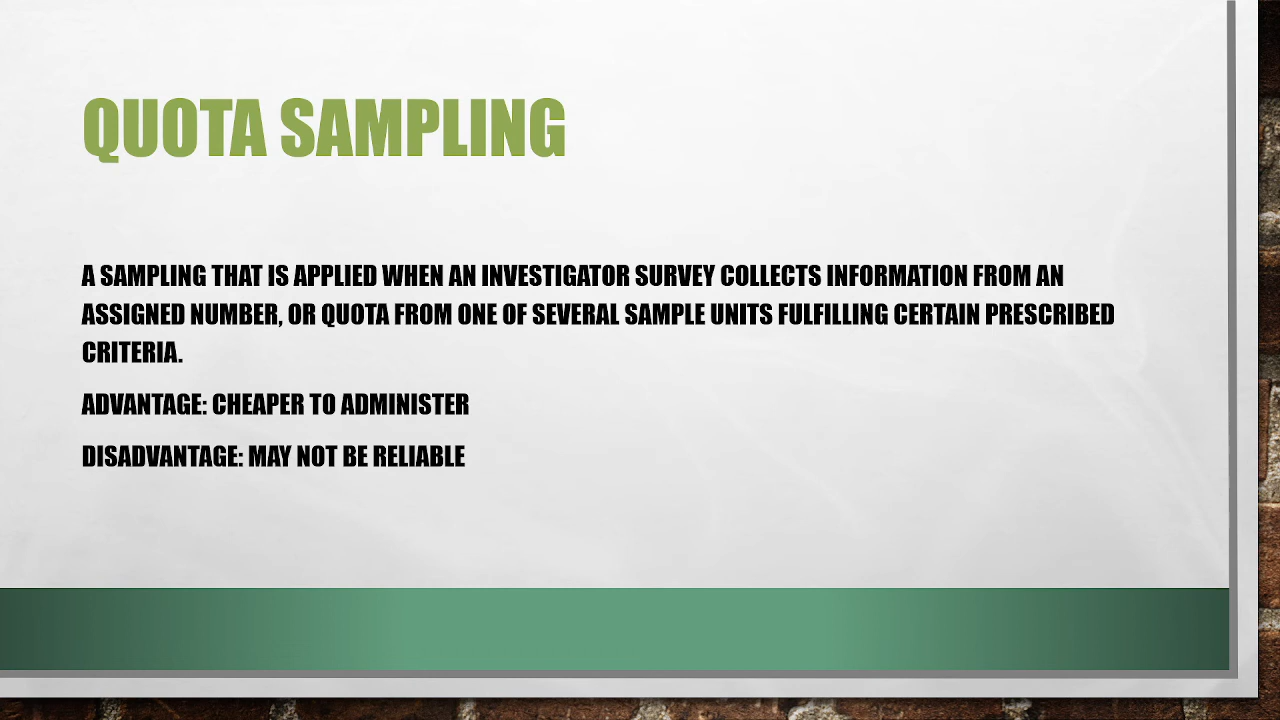 QUOTA SAMPLING
A SAMPLING THAT IS APPLIED WHEN AN INVESTIGATOR SURVEY COLLECTS INFORMATION FROM AN
ASSIGNED NUMBER, OR QUOTA FROM ONE OF SEVERAL SAMPLE UNITS FULFILLING CERTAIN PRESCRIBED
CRITERIA.
ADVANTAGE: CHEAPER TO ADMINISTER
DISADVANTAGE: MAY NOT BE RELIABLE